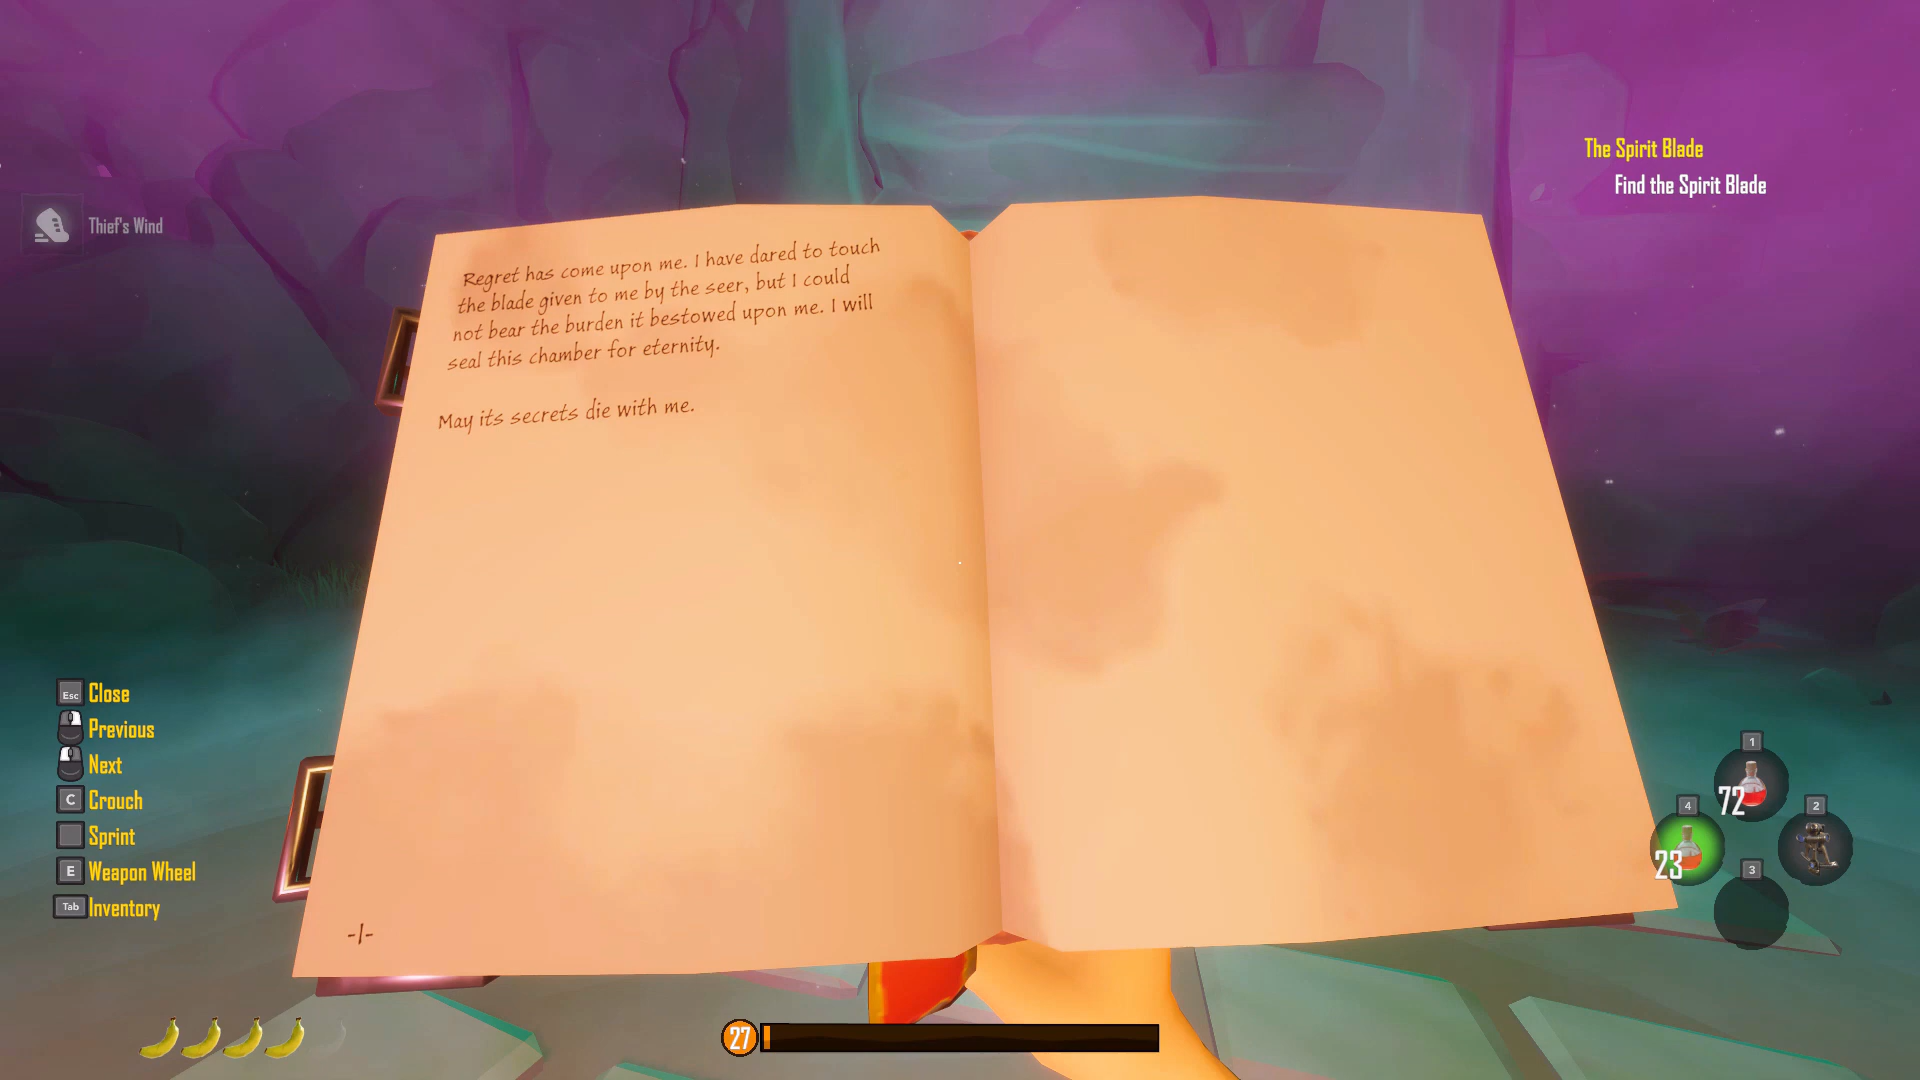 The Spirit Blade
Find the Spirit Blade
Thief's Wind
Regret has come upon me. I have dared to touch
the blade given to me by the seer, but I could
not bear the burden it bestowed upon me. I will
seal this chamber for eternity.
May its secrets die with me.
-1-
Esc Close
Previous
Next
C Crouch
Sprint
E Weapon Wheel
Tab Inventory
1
72
4
2
23
3
27